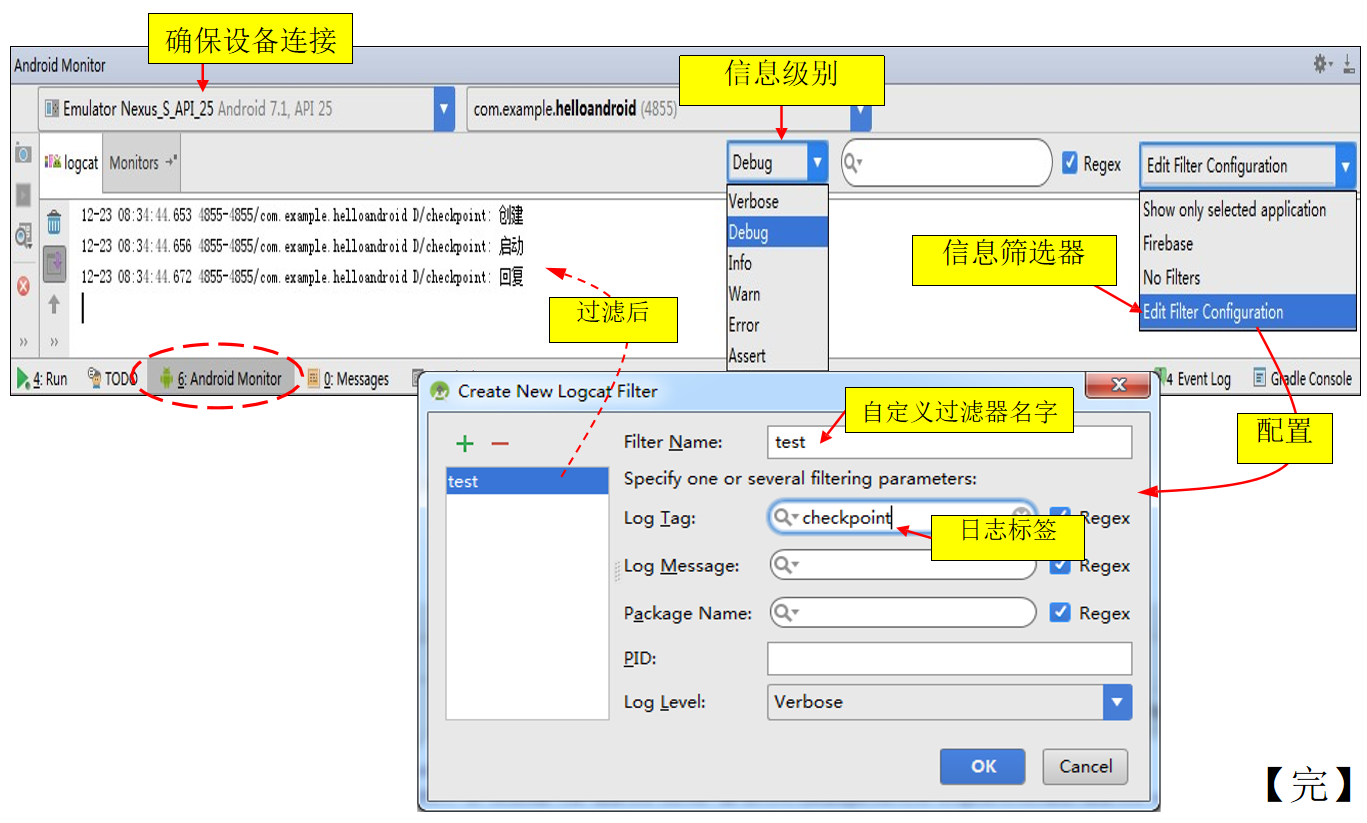 确保设备连接
Android Monitor
信息级别
Emulator Nexus_S_API_25 Android 7.1, API 25
com.example.helloandroid (4855)
logcat
Monitors
Debug
Regex
Edit Filter Configuration
Verbose
Debug
Info
Warn
Error
Assert
Show only selected application
Firebase
No Filters
Edit Filter Configuration
信息筛选器
12-23 08:34:44.653 4855-4855/com.example.helloandroid D/checkpoint: 创建
12-23 08:34:44.656 4855-4855/com.example.helloandroid D/checkpoint: 启动
12-23 08:34:44.672 4855-4855/com.example.helloandroid D/checkpoint: 回复
过滤后
4: Run
TODO
6: Android Monitor
0: Messages
4 Event Log
Gradle Console
配置
Create New Logcat Filter
自定义过滤器名字
Filter Name:
test
test
Specify one or several filtering parameters:
Log Tag:
checkpoint
Regex
日志标签
Log Message:
Regex
Package Name:
Regex
PID:
Log Level:
Verbose
OK
Cancel
【完】